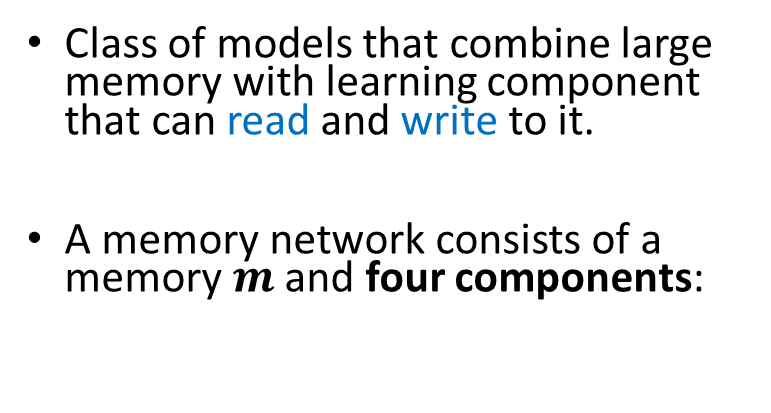 • Class of models that combine large
memory with learning component
that can read and write to it.
• A memory network consists of a
memory m and four components: